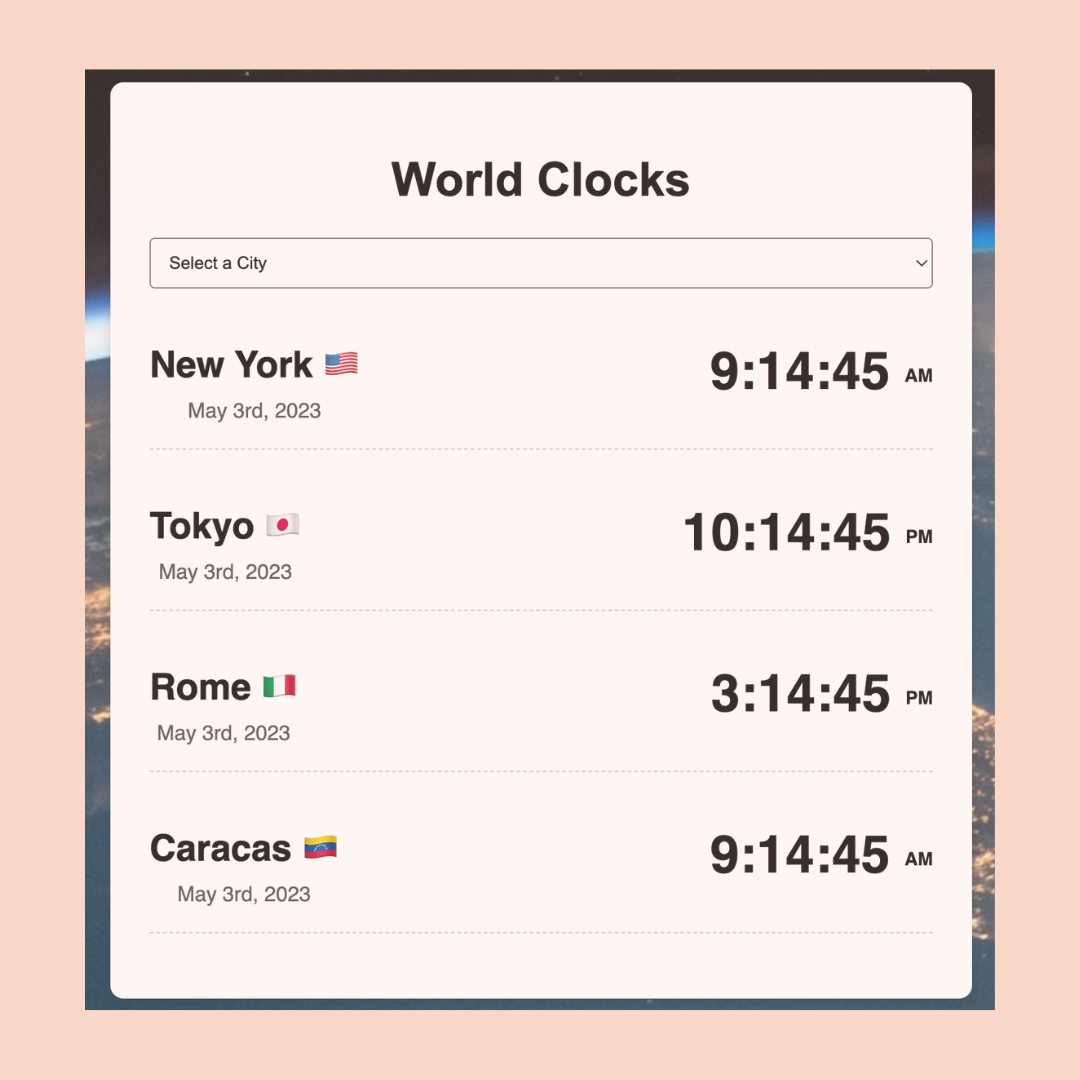 World Clocks
Select a City
New York 🇺🇸 9:14:45 AM
May 3rd, 2023
Tokyo 🇯🇵 10:14:45 PM
May 3rd, 2023
Rome 🇮🇹 3:14:45 PM
May 3rd, 2023
Caracas 🇻🇪 9:14:45 AM
May 3rd, 2023